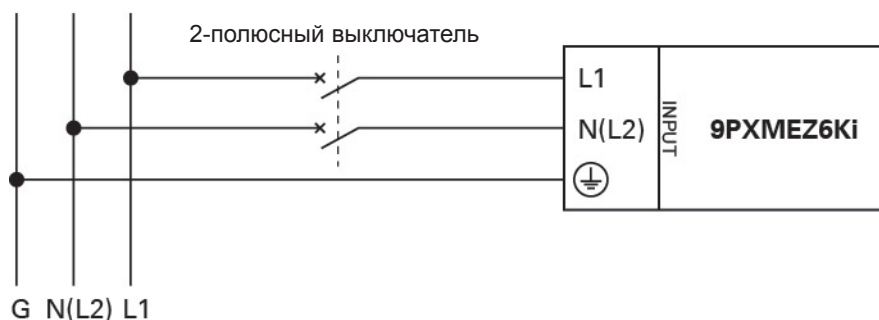 2-полюсный выключатель
L1
N(L2)
INPUT
9PXMEZ6Ki
G N(L2) L1